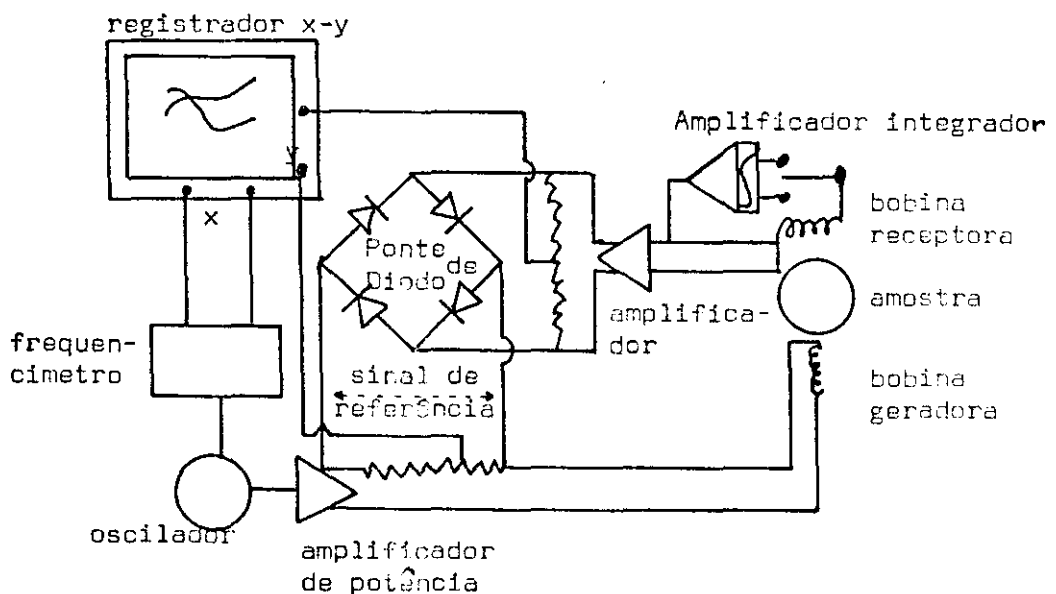 registrador x-y
Y
X
Amplificador integrador
bobina
receptora
Ponte
de
Diodo
amostra
amplifica-
dor
frequen-
cimetro
sinal de
referência
bobina
geradora
oscilador
amplificador
de potência